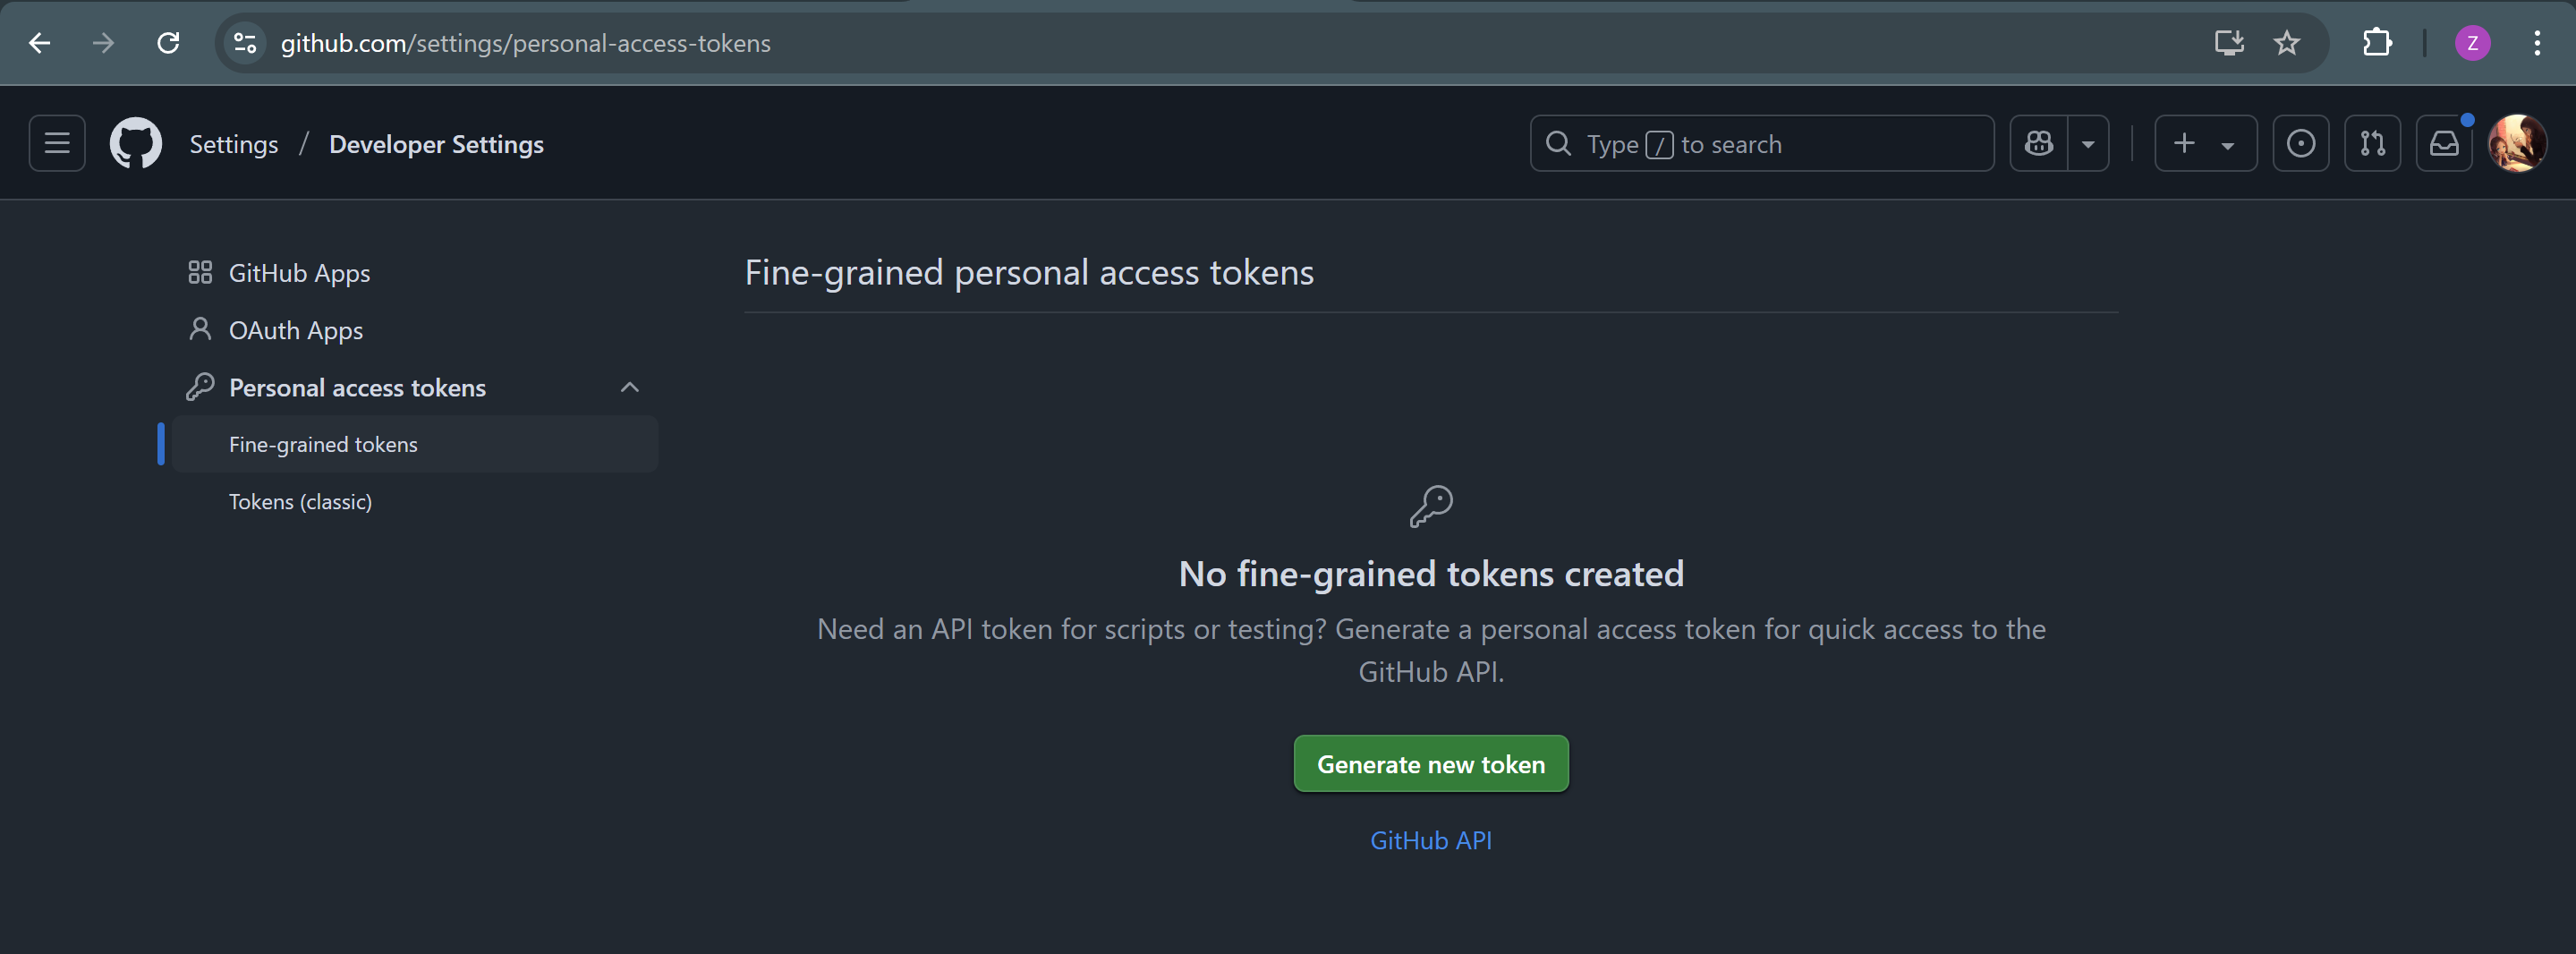 github.com/settings/personal-access-tokens
Z
Settings / Developer Settings
Type / to search
GitHub Apps
OAuth Apps
Personal access tokens
Fine-grained tokens
Tokens (classic)
Fine-grained personal access tokens
No fine-grained tokens created
Need an API token for scripts or testing? Generate a personal access token for quick access to the
GitHub API.
Generate new token
GitHub API